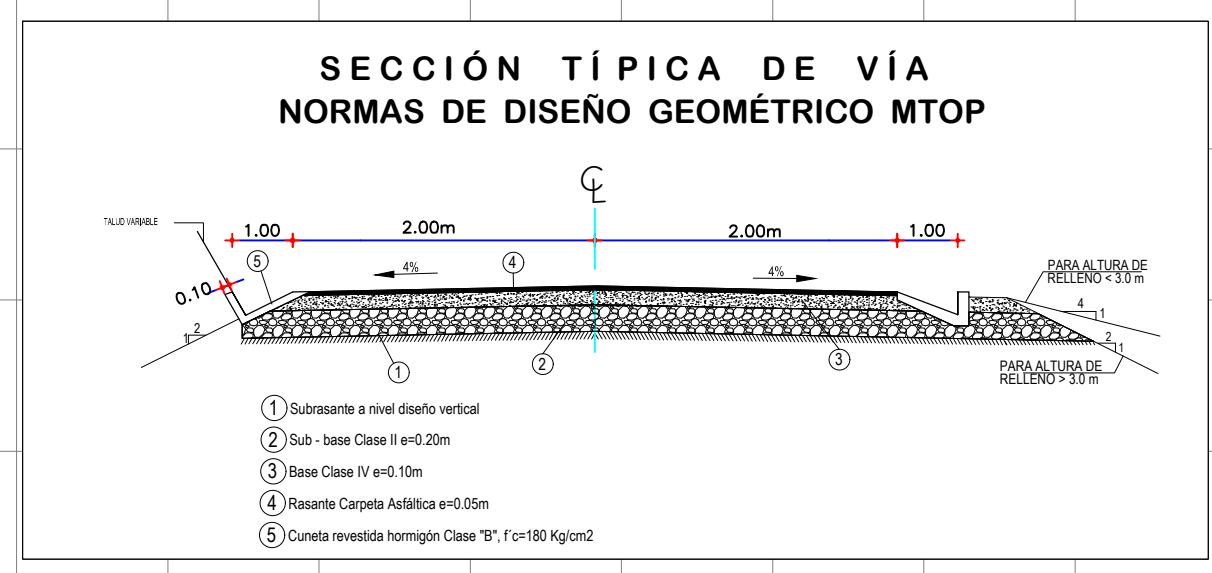 SECCIÓN TÍPICA DE VÍA
NORMAS DE DISEÑO GEOMÉTRICO MTOP
℄
TALUD VARIABLE
1.00
2.00m
2.00m
1.00
5
4%
4
4%
PARA ALTURA DE
RELLENO < 3.0 m
0.10
4
1
2
1
2
1
1
2
3
PARA ALTURA DE
RELLENO > 3.0 m
1 Subrasante a nivel diseño vertical
2 Sub - base Clase II e=0.20m
3 Base Clase IV e=0.10m
4 Rasante Carpeta Asfáltica e=0.05m
5 Cuneta revestida hormigón Clase "B", f´c=180 Kg/cm2